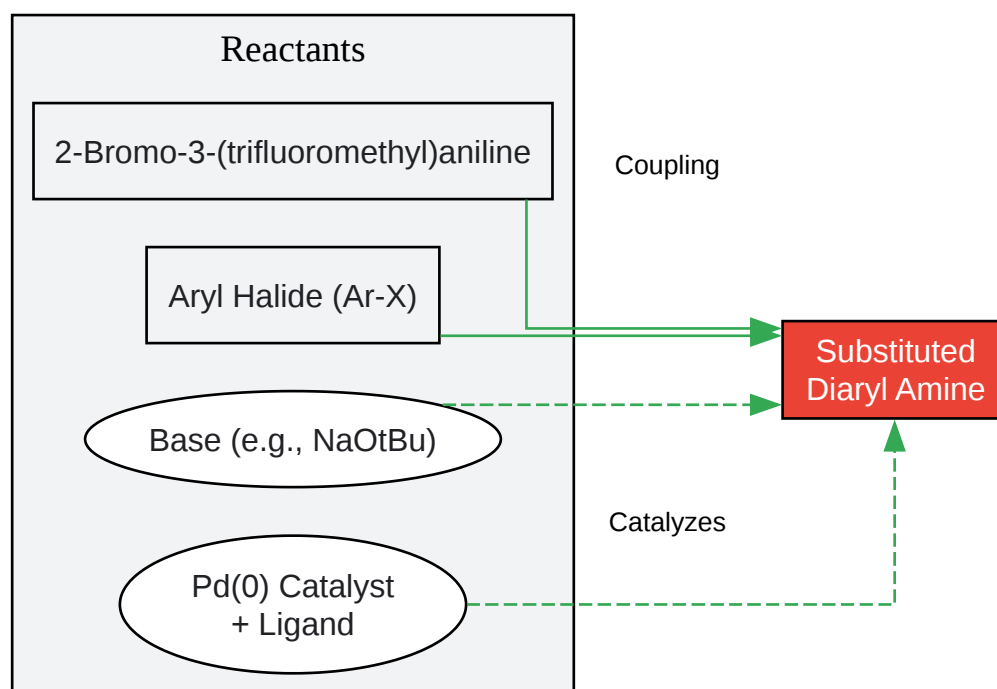 Reactants
2-Bromo-3-(trifluoromethyl)aniline
Coupling
Aryl Halide (Ar-X)
Substituted
Diaryl Amine
Base (e.g., NaOtBu)
Catalyzes
Pd(0) Catalyst
+ Ligand